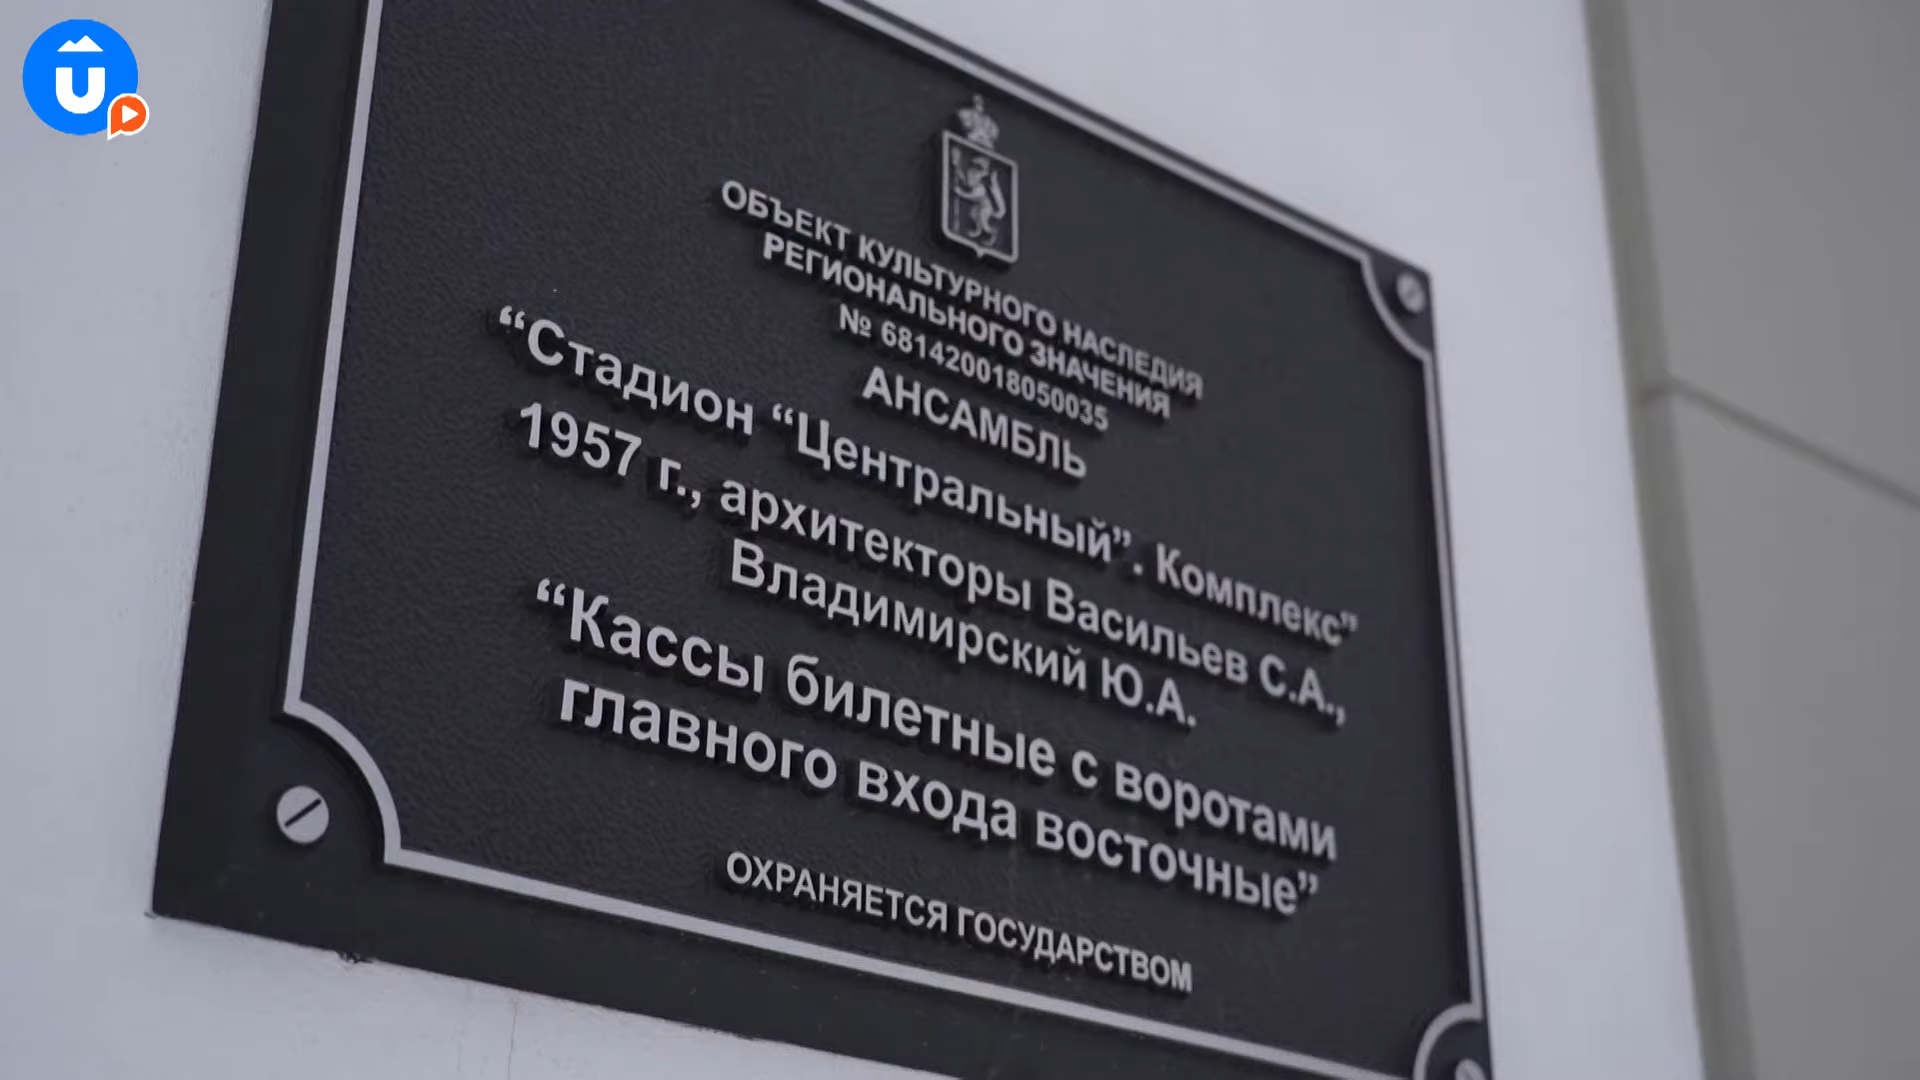 U
ОБЪЕКТ КУЛЬТУРНОГО НАСЛЕДИЯ
РЕГИОНАЛЬНОГО ЗНАЧЕНИЯ
№ 681420018050035
АНСАМБЛЬ
“Стадион “Центральный”. Комплекс”
1957 г., архитекторы Васильев С.А.,
Владимирский Ю.А.
“Кассы билетные с воротами
главного входа восточные”
ОХРАНЯЕТСЯ ГОСУДАРСТВОМ